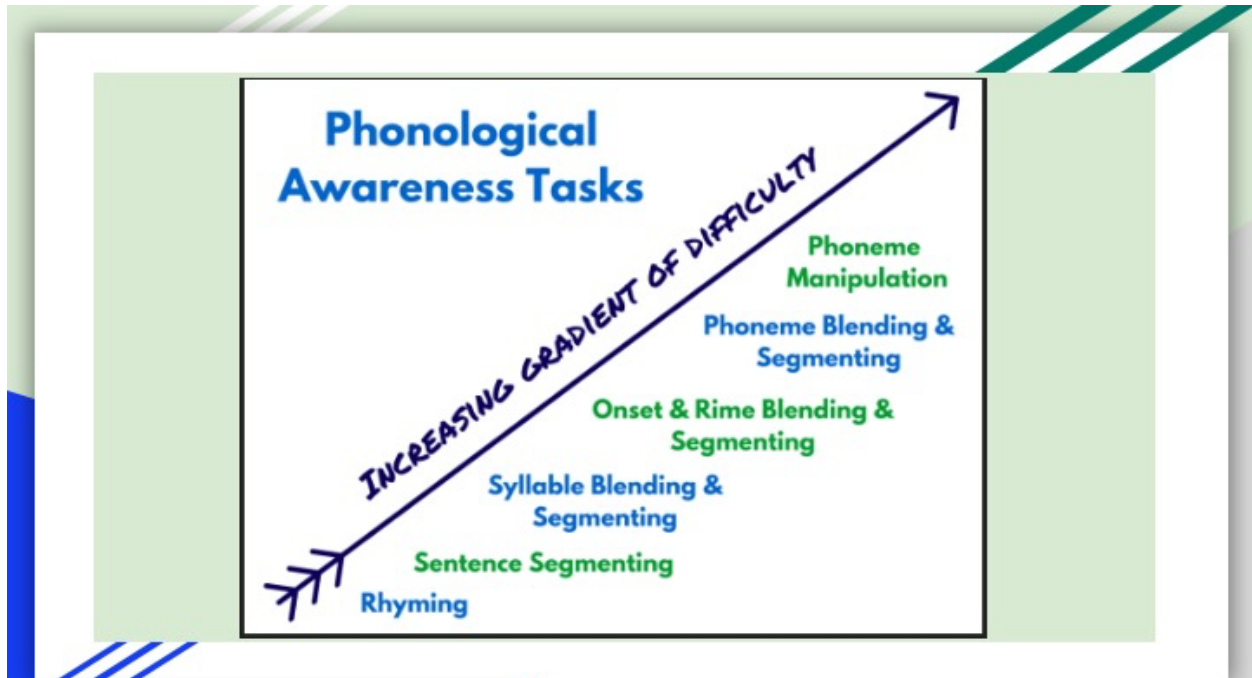 Phonological
Awareness Tasks
INCREASING GRADIENT OF DIFFICULTY
Phoneme
Manipulation
Phoneme Blending &
Segmenting
Onset & Rime Blending &
Segmenting
Syllable Blending &
Segmenting
Sentence Segmenting
Rhyming